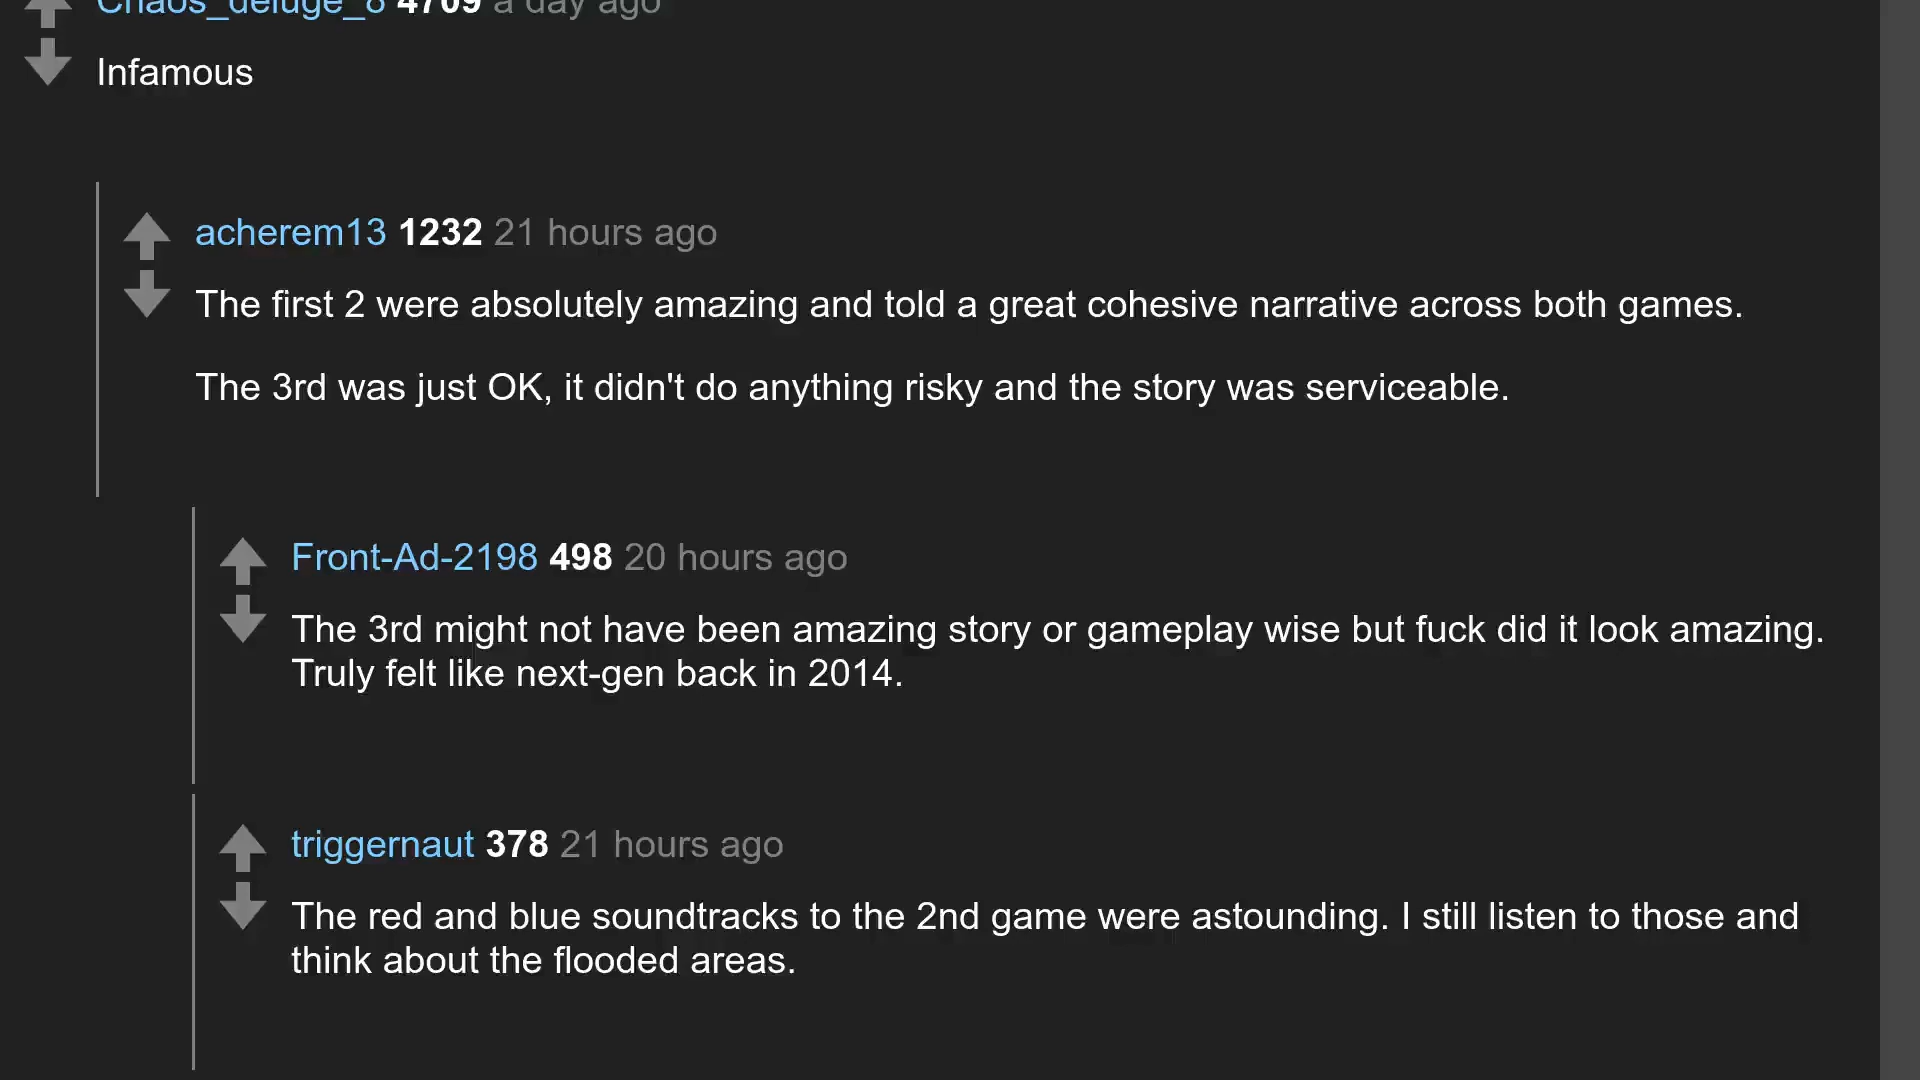 Chaos_deluge_8 4709 a day ago
Infamous
acherem13 1232 21 hours ago
The first 2 were absolutely amazing and told a great cohesive narrative across both games.
The 3rd was just OK, it didn't do anything risky and the story was serviceable.
Front-Ad-2198 498 20 hours ago
The 3rd might not have been amazing story or gameplay wise but fuck did it look amazing.
Truly felt like next-gen back in 2014.
triggernaut 378 21 hours ago
The red and blue soundtracks to the 2nd game were astounding. I still listen to those and
think about the flooded areas.